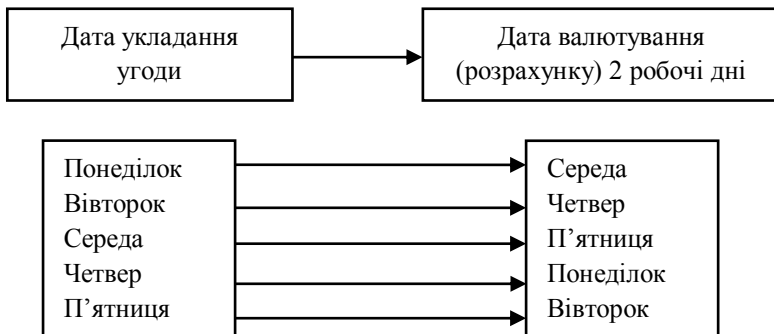 Дата укладання
угоди
Дата валютування
(розрахунку) 2 робочі дні
Понеділок
Вівторок
Середа
Четвер
П’ятниця
Середа
Четвер
П’ятниця
Понеділок
Вівторок